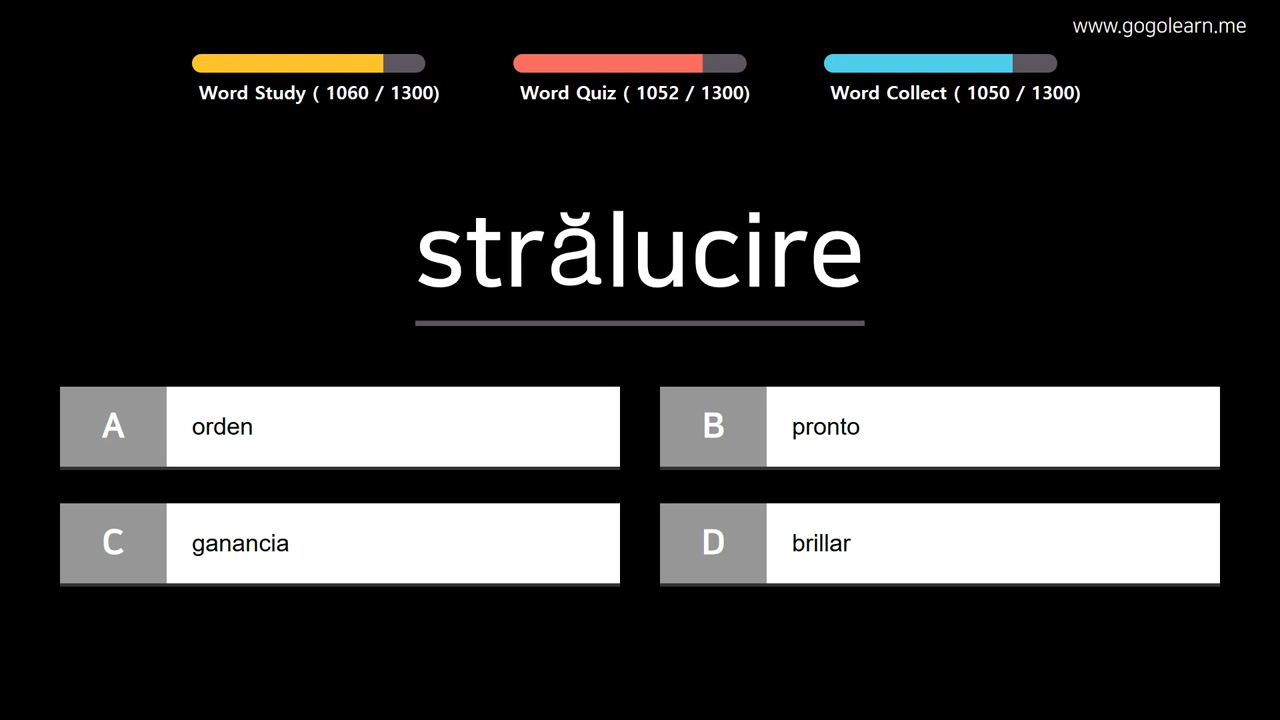 www.gogolearn.me
Word Study ( 1060 / 1300)
Word Quiz ( 1052 / 1300)
Word Collect ( 1050 / 1300)
strălucire
A orden
B pronto
C ganancia
D brillar